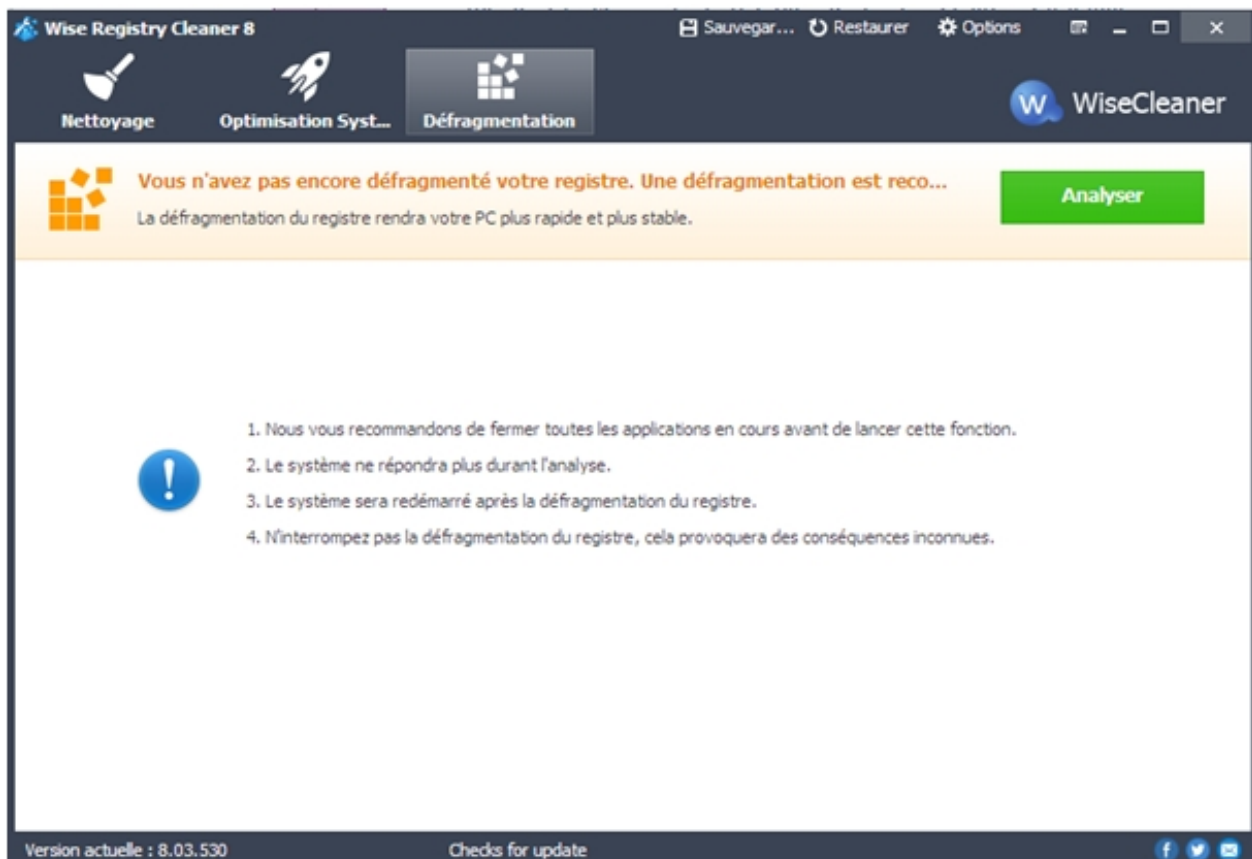 Wise Registry Cleaner 8
Sauvegar... Restaurer Options
Nettoyage Optimisation Syst... Défragmentation
W WiseCleaner
Vous n'avez pas encore défragmenté votre registre. Une défragmentation est reco...
La défragmentation du registre rendra votre PC plus rapide et plus stable.
Analyser
1. Nous vous recommandons de fermer toutes les applications en cours avant de lancer cette fonction.
2. Le système ne répondra plus durant l'analyse.
3. Le système sera redémarré après la défragmentation du registre.
4. N'interrompez pas la défragmentation du registre, cela provoquera des conséquences inconnues.
Version actuelle : 8.03.530 Checks for update